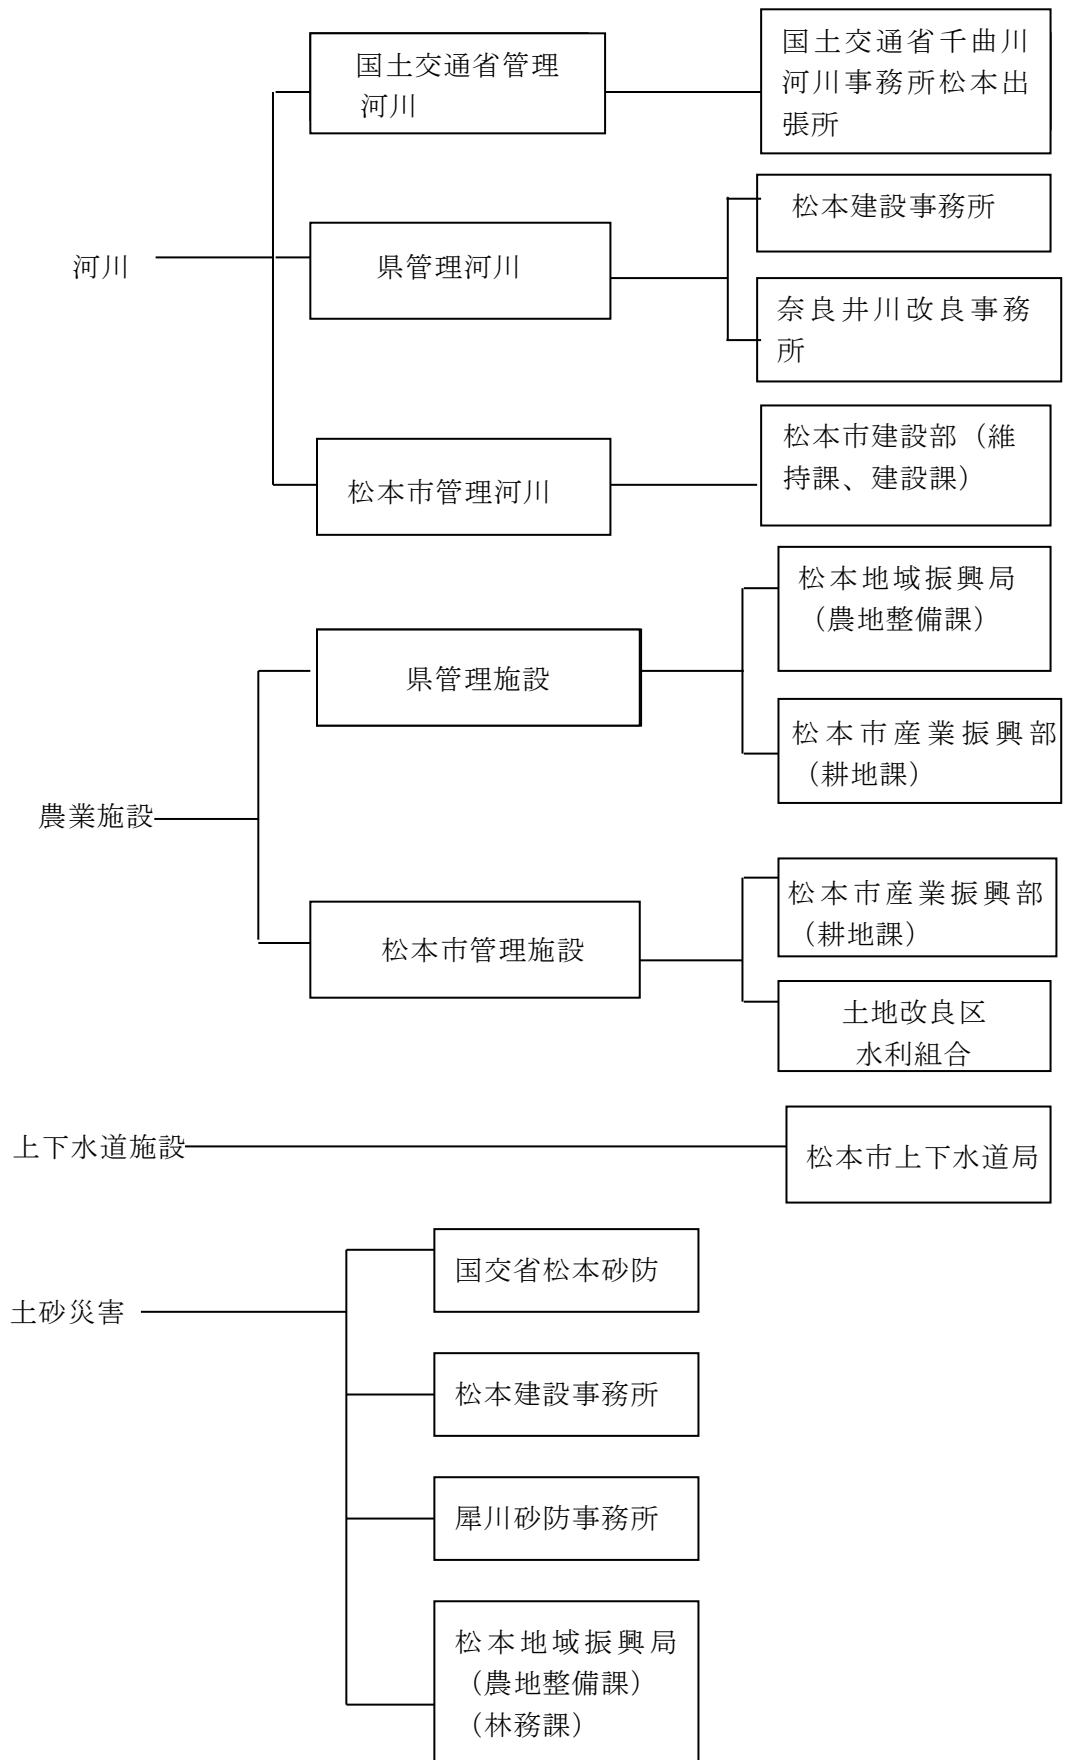 河川
国土交通省管理
河川
国土交通省千曲川
河川事務所松本出
張所
県管理河川
松本建設事務所
奈良井川改良事務
所
松本市管理河川
松本市建設部（維
持課、建設課）
農業施設
県管理施設
松本地域振興局
（農地整備課）
松本市産業振興部
（耕地課）
松本市管理施設
松本市産業振興部
（耕地課）
土地改良区
水利組合
上下水道施設
松本市上下水道局
土砂災害
国交省松本砂防
松本建設事務所
犀川砂防事務所
松本地域振興局
（農地整備課）
（林務課）